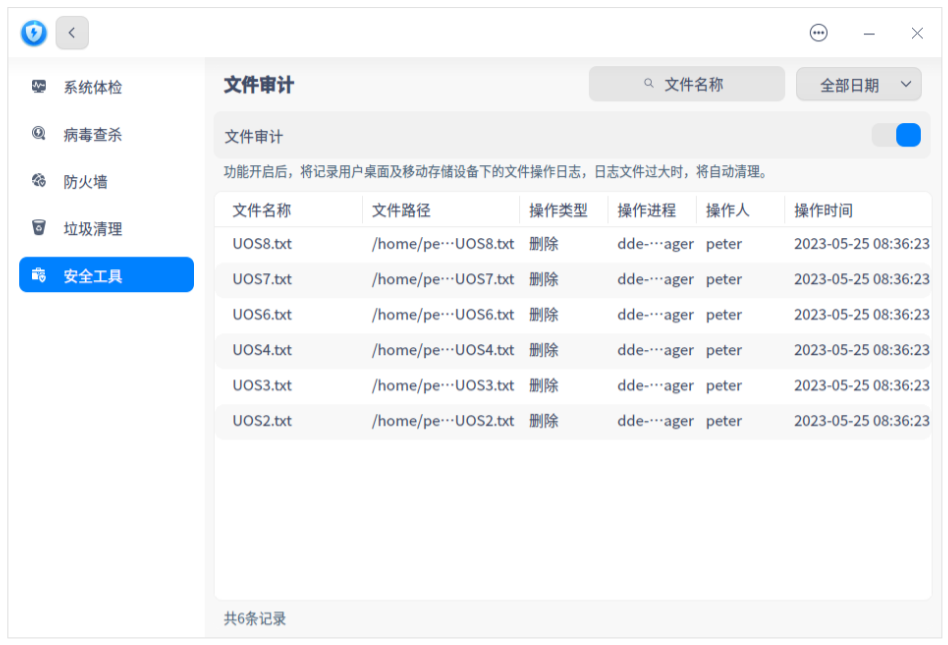 系统体检
病毒查杀
防火墙
垃圾清理
安全工具
文件审计
文件名称
全部日期
文件审计
功能开启后，将记录用户桌面及移动存储设备下的文件操作日志，日志文件过大时，将自动清理。
文件名称 文件路径 操作类型 操作进程 操作人 操作时间
UOS8.txt /home/pe···UOS8.txt 删除 dde-···ager peter 2023-05-25 08:36:23
UOS7.txt /home/pe···UOS7.txt 删除 dde-···ager peter 2023-05-25 08:36:23
UOS6.txt /home/pe···UOS6.txt 删除 dde-···ager peter 2023-05-25 08:36:23
UOS4.txt /home/pe···UOS4.txt 删除 dde-···ager peter 2023-05-25 08:36:23
UOS3.txt /home/pe···UOS3.txt 删除 dde-···ager peter 2023-05-25 08:36:23
UOS2.txt /home/pe···UOS2.txt 删除 dde-···ager peter 2023-05-25 08:36:23
共6条记录